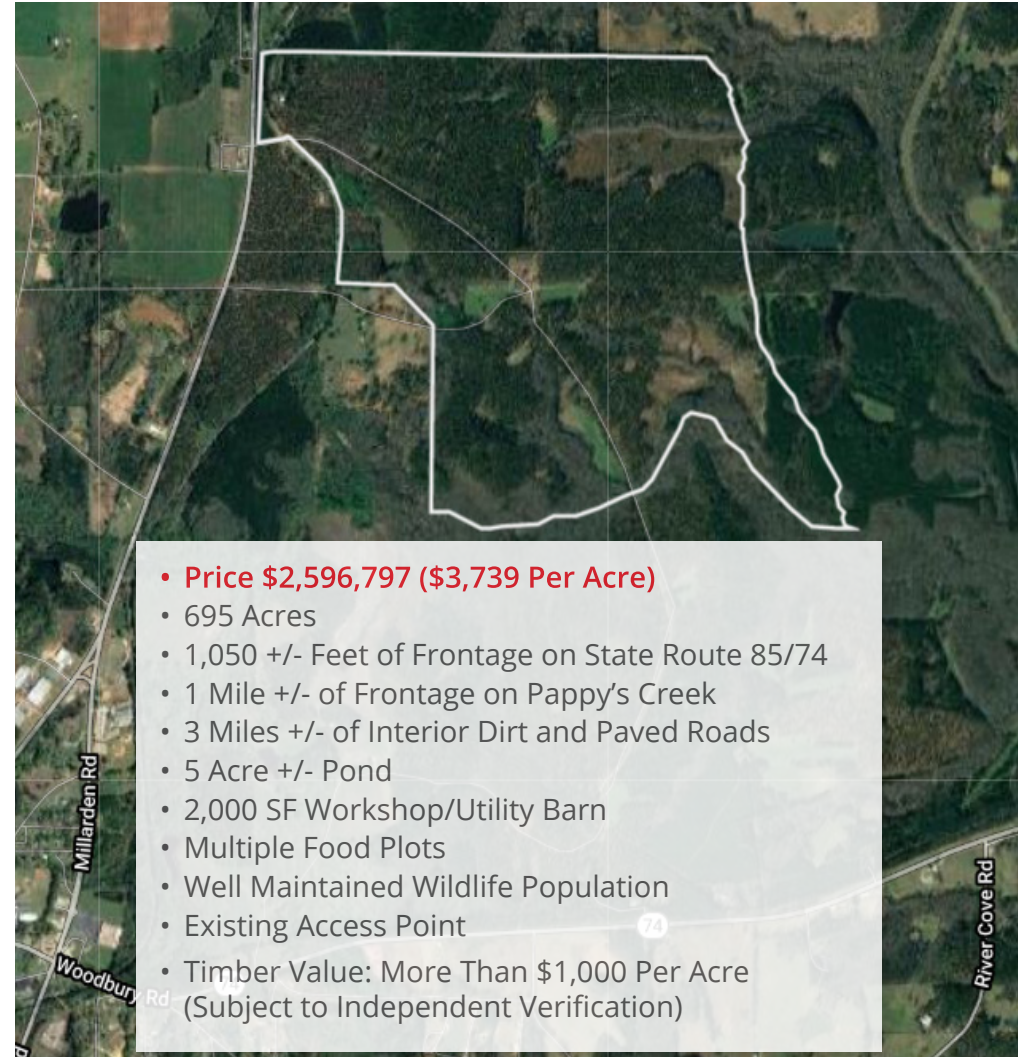 • Price $2,596,797 ($3,739 Per Acre)
• 695 Acres
• 1,050 +/- Feet of Frontage on State Route 85/74
• 1 Mile +/- of Frontage on Pappy’s Creek
• 3 Miles +/- of Interior Dirt and Paved Roads
• 5 Acre +/- Pond
• 2,000 SF Workshop/Utility Barn
• Multiple Food Plots
• Well Maintained Wildlife Population
• Existing Access Point
• Timber Value: More Than $1,000 Per Acre
(Subject to Independent Verification)
Millarden Rd
Woodbury Rd
74
74
River Cove Rd